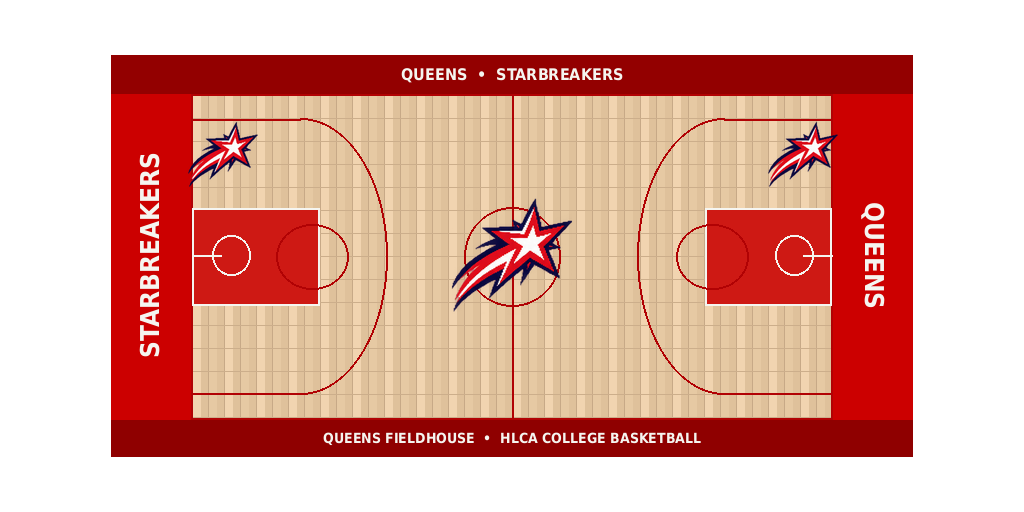 QUEENS • STARBREAKERS
STARBREAKERS
QUEENS
QUEENS FIELDHOUSE • HLCA COLLEGE BASKETBALL